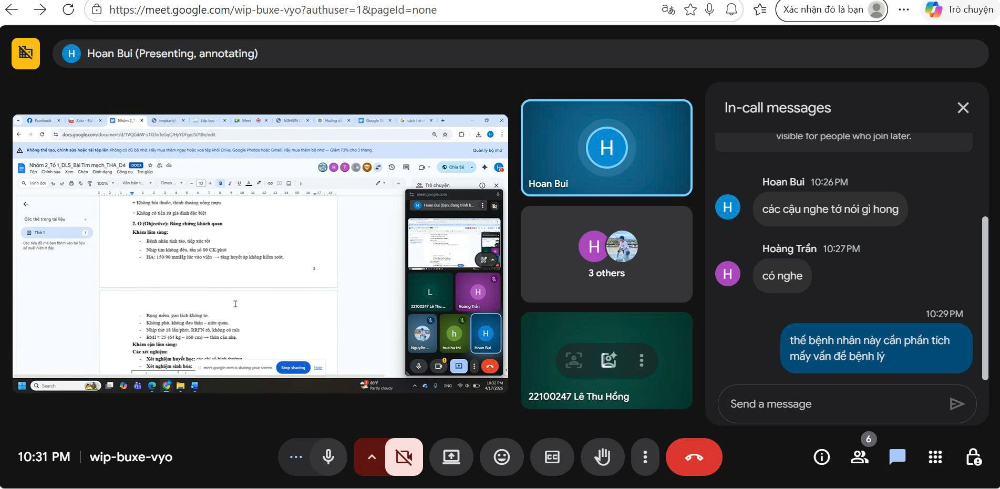 https://meet.google.com/wip-buxe-vyo?authuser=1&pageId=none
Xác nhận đó là bạn
Trò chuyện
H
Hoan Bui (Presenting, annotating)
Facebook
Zalo - Bùi
Nhóm 2_T
tmpkarhjh
Lớp học -
Meet
NGHIÊN C
Hướng dẫ
Google Tà
cách trò c
docs.google.com/document/d/1VQGikW-s1l03oTeGqCJHyYDFgeJ501Be/edit
Không thể tạo, chỉnh sửa hoặc tải tệp lên Không có đủ bộ nhớ. Hãy mua thêm ngay hoặc xoá tệp khỏi Drive, Google Photos hoặc Gmail. Hãy mua thêm bộ nhớ — Giảm 73% cho 3 tháng.
Quản lý bộ nhớ
Nhóm 2_Tổ 1_DLS_Bài Tim mạch_THA_D4 .DOCX
Tệp Chỉnh sửa Xem Chèn Định dạng Công cụ Trợ giúp
Chia Sẻ
Trình đơn
100%
Văn bản t...
Times ...
13
B I U A
Trò chuyện
Các thẻ trong tài liệu
Thẻ 1
1
Các tiêu đề mà bạn thêm vào tài liệu
sẽ xuất hiện ở đây.
+ Không hút thuốc, thỉnh thoảng uống rượu.
+ Không có tiền sử gia đình đặc biệt
2. O (Objective): Bằng chứng khách quan
Khám lâm sàng:
- Bệnh nhân tỉnh táo, tiếp xúc tốt
- Nhịp tim không đều, tần số 80 CK/phút
- HA: 150/90 mmHg lúc vào viện → tăng huyết áp không kiểm soát.
3
- Bụng mềm, gan lách không to.
- Không phù, không đau thận – niệu quản.
- Nhịp thở 18 lần/phút, RRFN rõ, không có rals
- BMI ≈ 25 (64 kg – 160 cm) → thừa cân nhẹ.
Khám cận lâm sàng:
Các xét nghiệm:
- Xét nghiệm huyết học: các chỉ số bình thường
- Xét nghiệm sinh hóa:
meet.google.com is sharing your screen.
Stop sharing
Hide
meet.google.com
H
Hoan Bui (Bạn, đang trình b...
L
22100247 Lê Thu ...
H
Hoàng Trần
Nguyễn ...
h
hue ha thi
H
Hoan Bui
Search
80°F
Partly cloudy
ENG
10:32 PM
4/17/2026
H
Hoan Bui
H
3 others
22100247 Lê Thu Hồng
In-call messages
visible for people who join later.
Hoan Bui 10:26 PM
H
các cậu nghe tớ nói gì hong
Hoàng Trần 10:27 PM
H
có nghe
10:29 PM
thế bệnh nhân này cần phần tích
mấy vấn đề bệnh lý
Send a message
10:31 PM
wip-buxe-vyo
CC
6